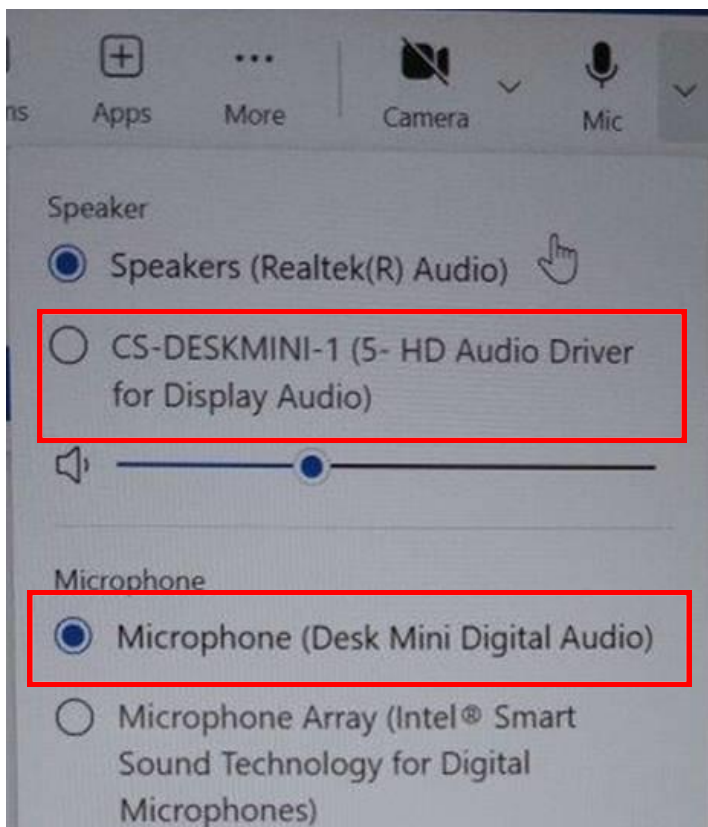 ns
Apps
More
Camera
Mic
Speaker
Speakers (Realtek(R) Audio)
CS-DESKMINI-1 (5- HD Audio Driver
for Display Audio)
Microphone
Microphone (Desk Mini Digital Audio)
Microphone Array (Intel® Smart
Sound Technology for Digital
Microphones)